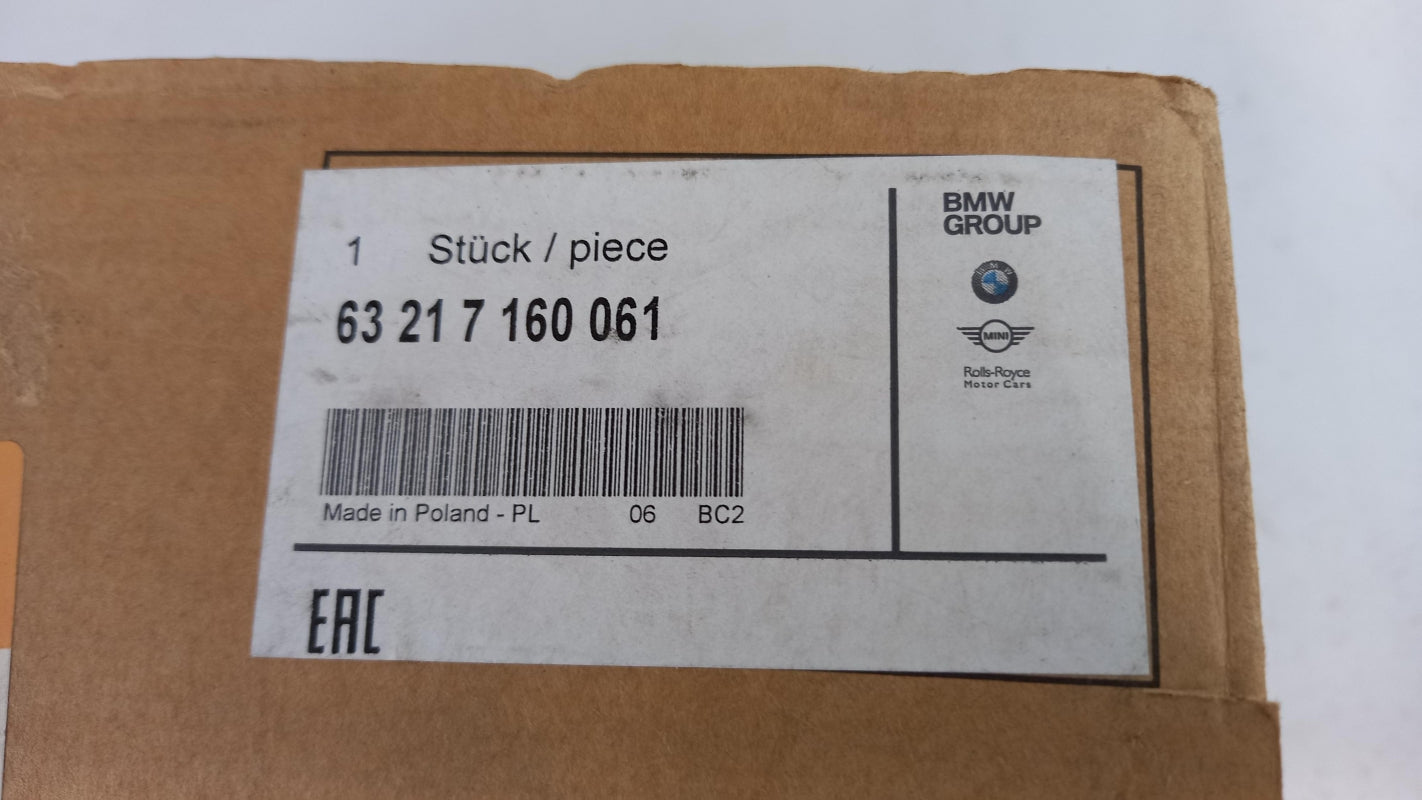 1 Stück / piece
63 21 7 160 061
Made in Poland - PL 06 BC2
EAC
BMW
GROUP
BMW
MINI
Rolls-Royce
Motor Cars